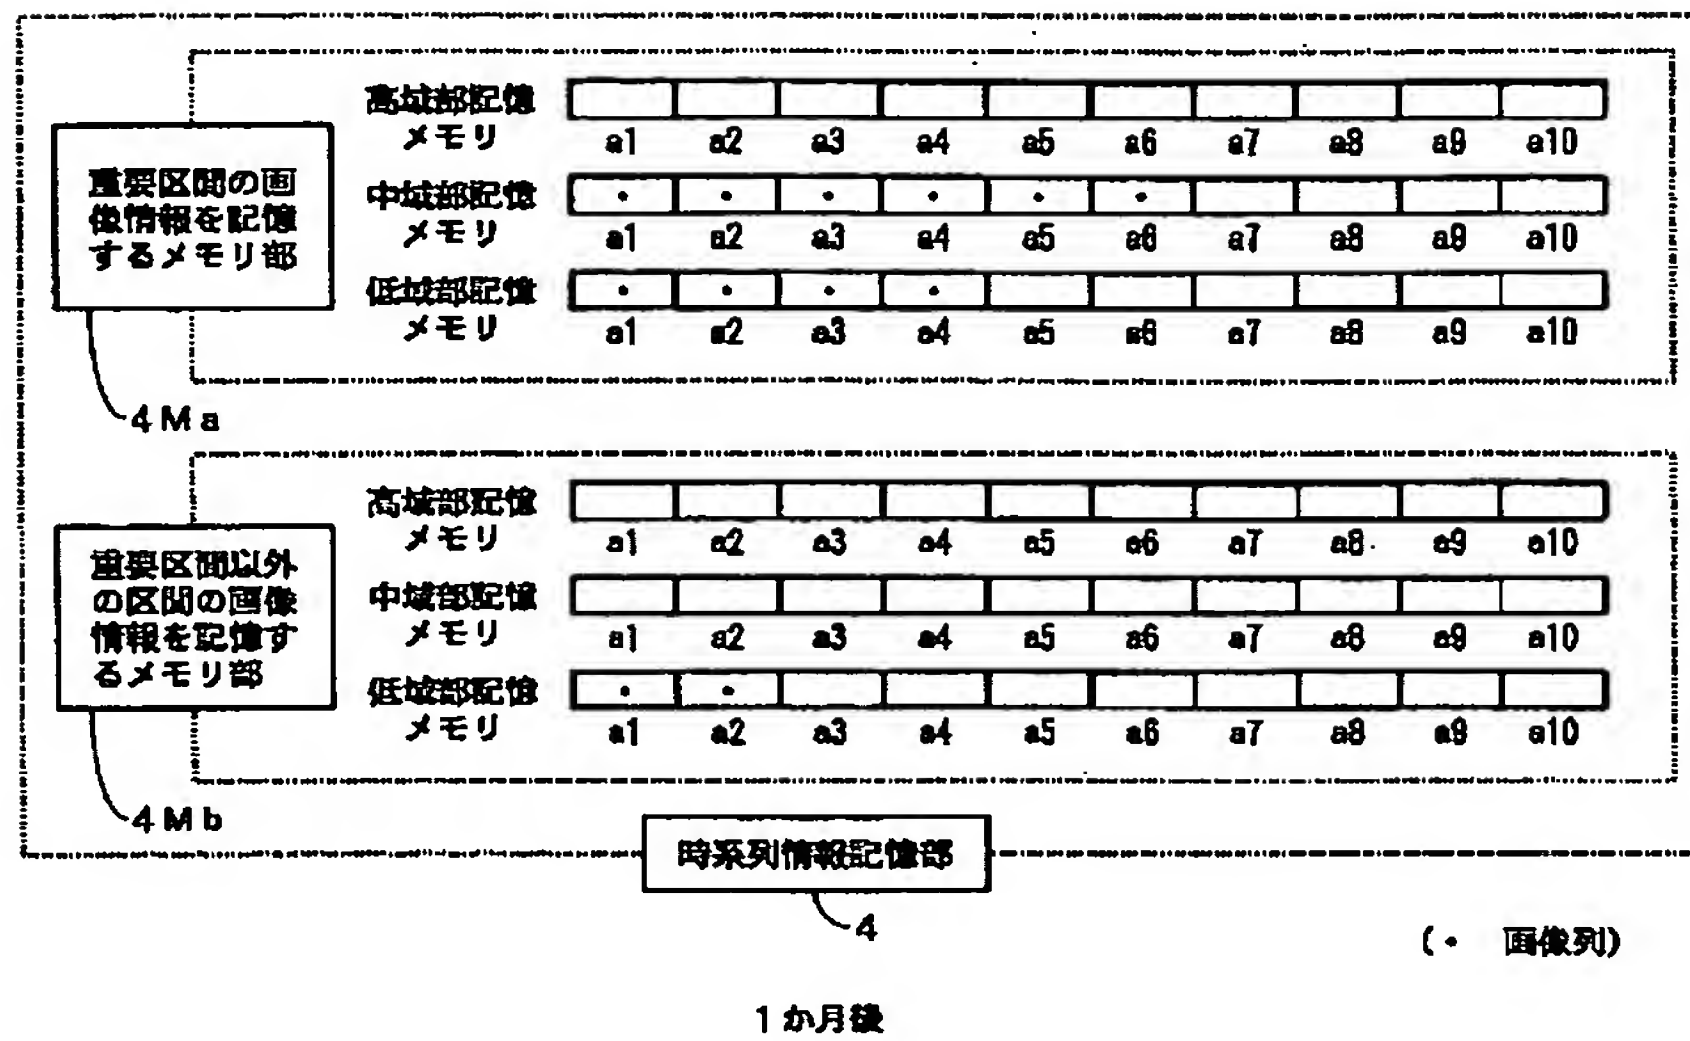 高域部記憶
メモリ
a1 a2 a3 a4 a5 a6 a7 a8 a9 a10
重要区間の画
像情報を記憶
するメモリ部
中域部記憶
メモリ
a1 a2 a3 a4 a5 a6 a7 a8 a9 a10
低域部記憶
メモリ
a1 a2 a3 a4 a5 a6 a7 a8 a9 a10
4Ma
高域部記憶
メモリ
a1 a2 a3 a4 a5 a6 a7 a8 a9 a10
重要区間以外
の区間の画像
情報を記憶す
るメモリ部
中域部記憶
メモリ
a1 a2 a3 a4 a5 a6 a7 a8 a9 a10
低域部記憶
メモリ
a1 a2 a3 a4 a5 a6 a7 a8 a9 a10
4Mb
時系列情報記憶部
4
(・ 画像列)
1か月後